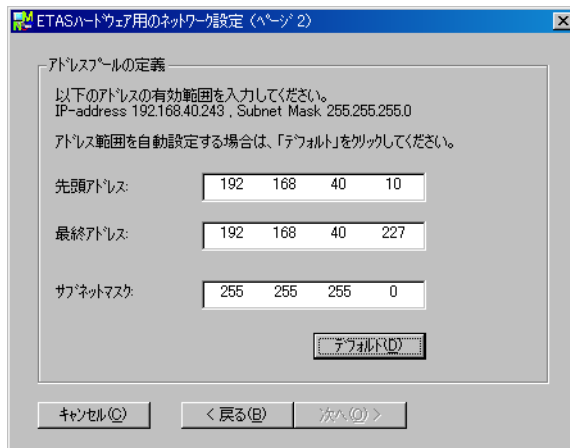 ETASﾊｰﾄﾞｳｪｱ用のﾈｯﾄﾜｰｸ設定 (ﾍﾟｰｼﾞ 2)
ｱﾄﾞﾚｽﾌﾟｰﾙの定義
以下のｱﾄﾞﾚｽの有効範囲を入力してください。
IP-address 192.168.40.243 , Subnet Mask 255.255.255.0
ｱﾄﾞﾚｽ範囲を自動設定する場合は、「ﾃﾞﾌｫﾙﾄ」をｸﾘｯｸしてください。
先頭ｱﾄﾞﾚｽ: 192 168 40 10
最終ｱﾄﾞﾚｽ: 192 168 40 227
ｻﾌﾞﾈｯﾄﾏｽｸ: 255 255 255 0
ﾃﾞﾌｫﾙﾄ(D)
ｷｬﾝｾﾙ(C) < 戻る(B) 次へ(O) >